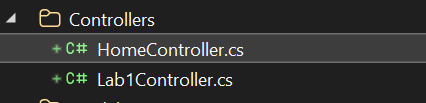 Controllers
+ C# HomeController.cs
+ C# Lab1Controller.cs